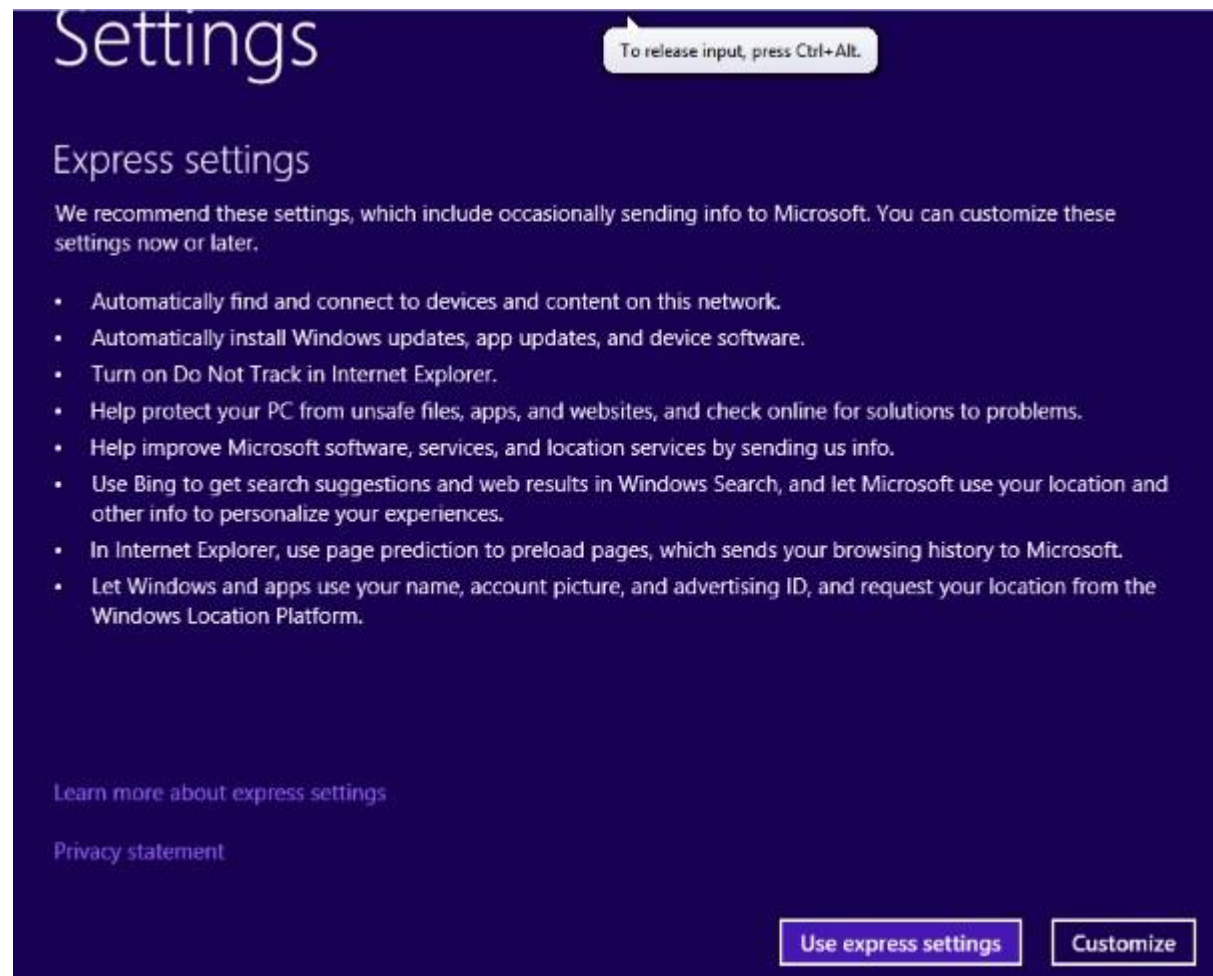 Settings
To release input, press Ctrl+Alt.
Express settings
We recommend these settings, which include occasionally sending info to Microsoft. You can customize these
settings now or later.
• Automatically find and connect to devices and content on this network.
• Automatically install Windows updates, app updates, and device software.
• Turn on Do Not Track in Internet Explorer.
• Help protect your PC from unsafe files, apps, and websites, and check online for solutions to problems.
• Help improve Microsoft software, services, and location services by sending us info.
• Use Bing to get search suggestions and web results in Windows Search, and let Microsoft use your location and
other info to personalize your experiences.
• In Internet Explorer, use page prediction to preload pages, which sends your browsing history to Microsoft.
• Let Windows and apps use your name, account picture, and advertising ID, and request your location from the
Windows Location Platform.
Learn more about express settings
Privacy statement
Use express settings
Customize